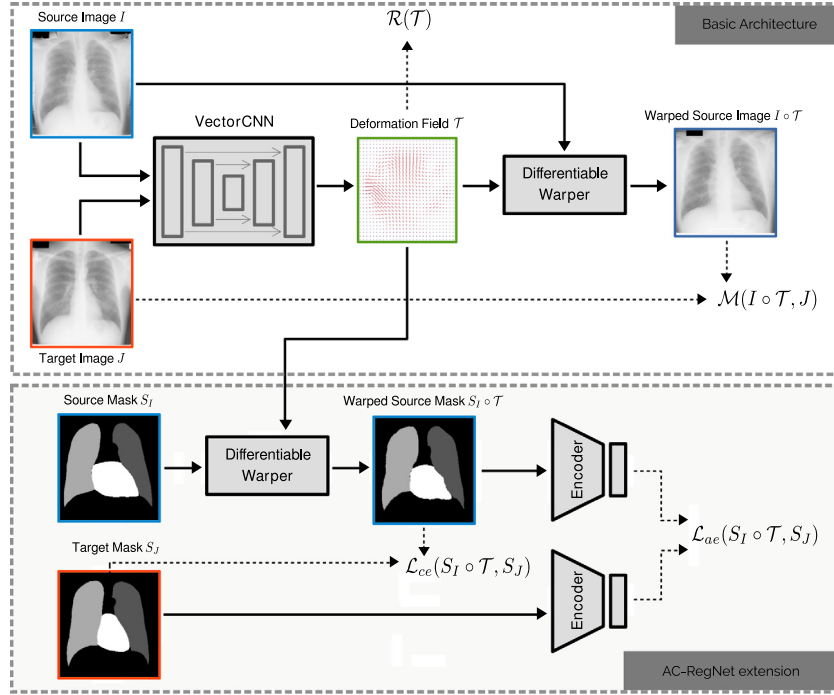 Source Image I
R(T)
Basic Architecture
VectorCNN
Deformation Field T
Warped Source Image I ∘ T
Differentiable
Warper
M(I ∘ T, J)
Target Image J
Source Mask S_I
Warped Source Mask S_I ∘ T
Differentiable
Warper
Encoder
Target Mask S_J
L_ce(S_I ∘ T, S_J)
L_ae(S_I ∘ T, S_J)
Encoder
AC-RegNet extension